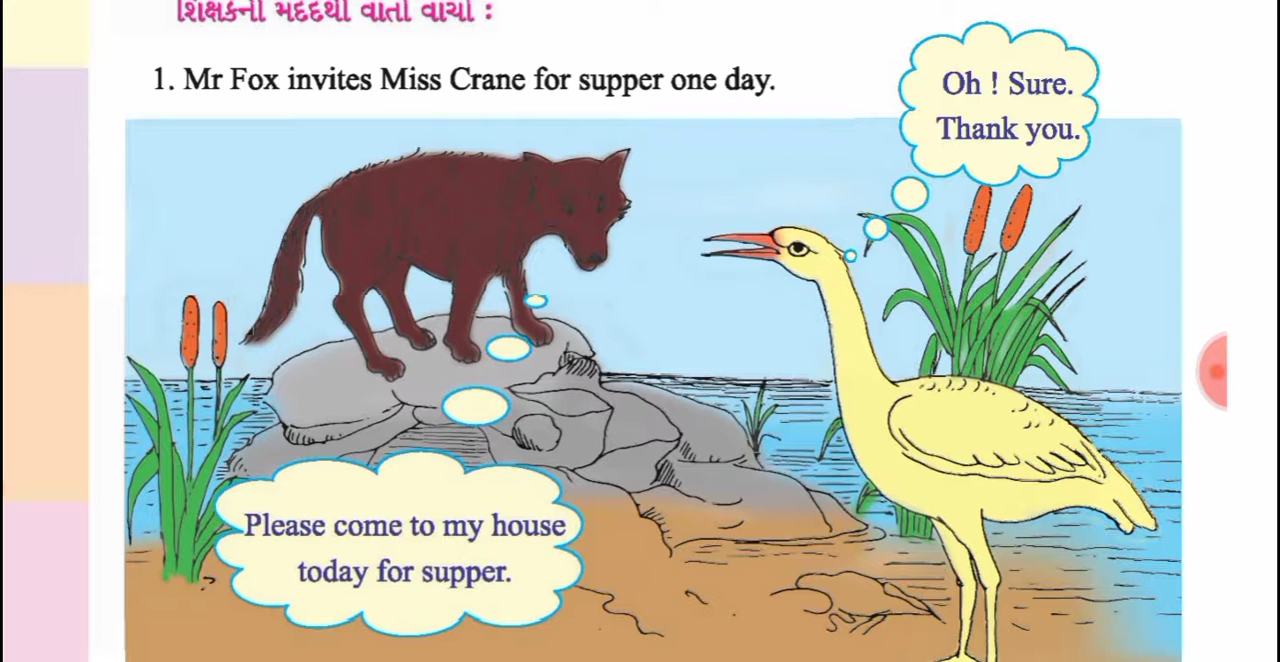 શિક્ષકની મદદથી વાર્તા વાંચો :
1. Mr Fox invites Miss Crane for supper one day.
Oh ! Sure.
Thank you.
Please come to my house
today for supper.